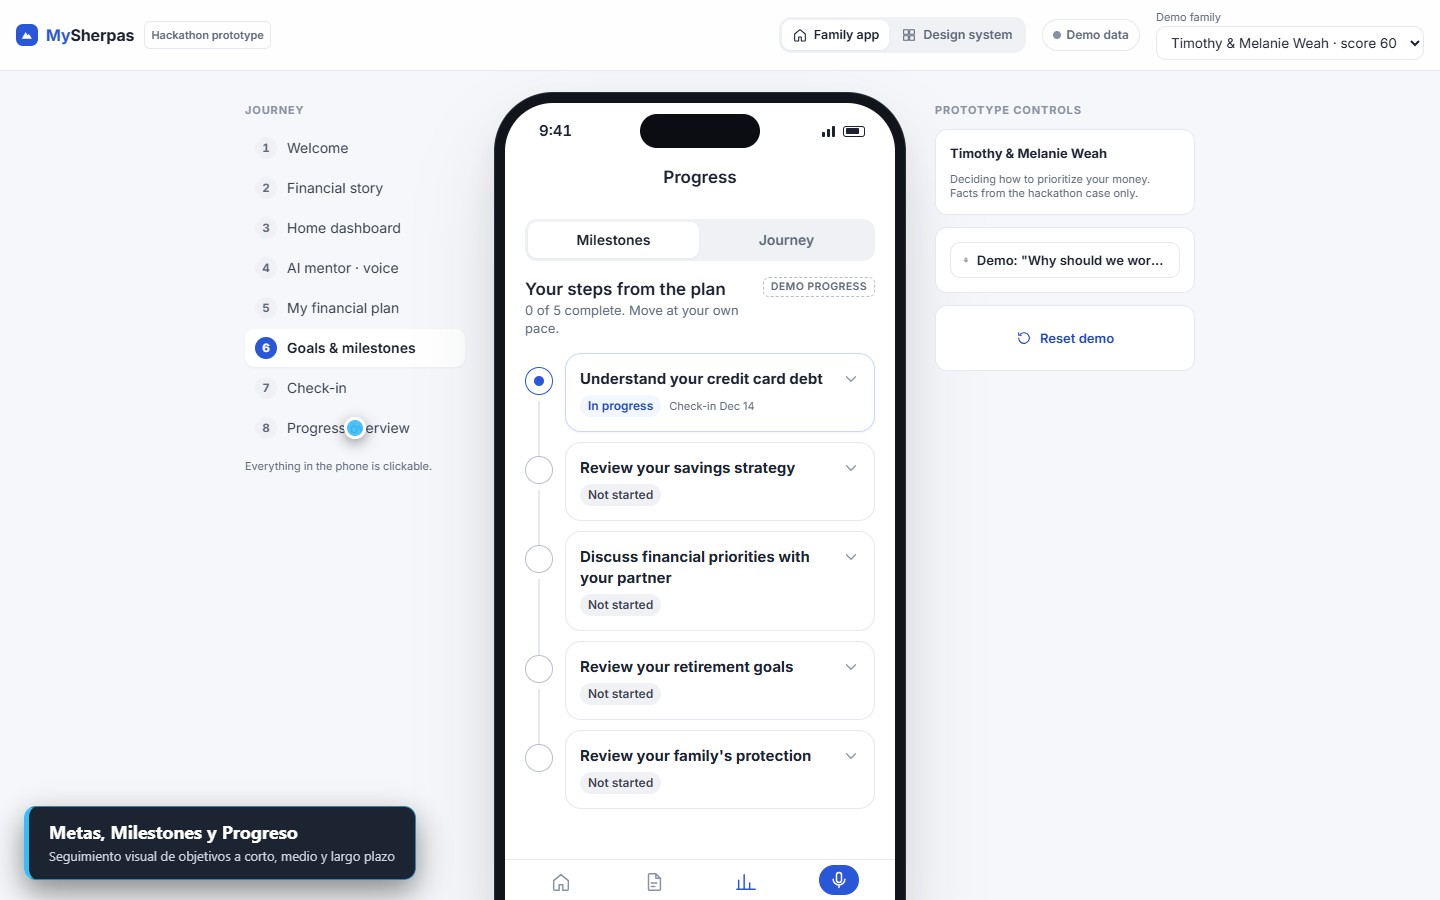 MySherpas
Hackathon prototype
Family app
Design system
Demo data
Demo family
Timothy & Melanie Weah · score 60
JOURNEY
1 Welcome
2 Financial story
3 Home dashboard
4 AI mentor · voice
5 My financial plan
6 Goals & milestones
7 Check-in
8 Progress
Everything in the phone is clickable.
9:41
Progress
Milestones
Journey
Your steps from the plan
DEMO PROGRESS
0 of 5 complete. Move at your own
pace.
Understand your credit card debt
In progress
Check-in Dec 14
Review your savings strategy
Not started
Discuss financial priorities with
your partner
Not started
Review your retirement goals
Not started
Review your family's protection
Not started
PROTOTYPE CONTROLS
Timothy & Melanie Weah
Deciding how to prioritize your money.
Facts from the hackathon case only.
Demo: "Why should we wor...
Reset demo
Metas, Milestones y Progreso
Seguimiento visual de objetivos a corto, medio y largo plazo